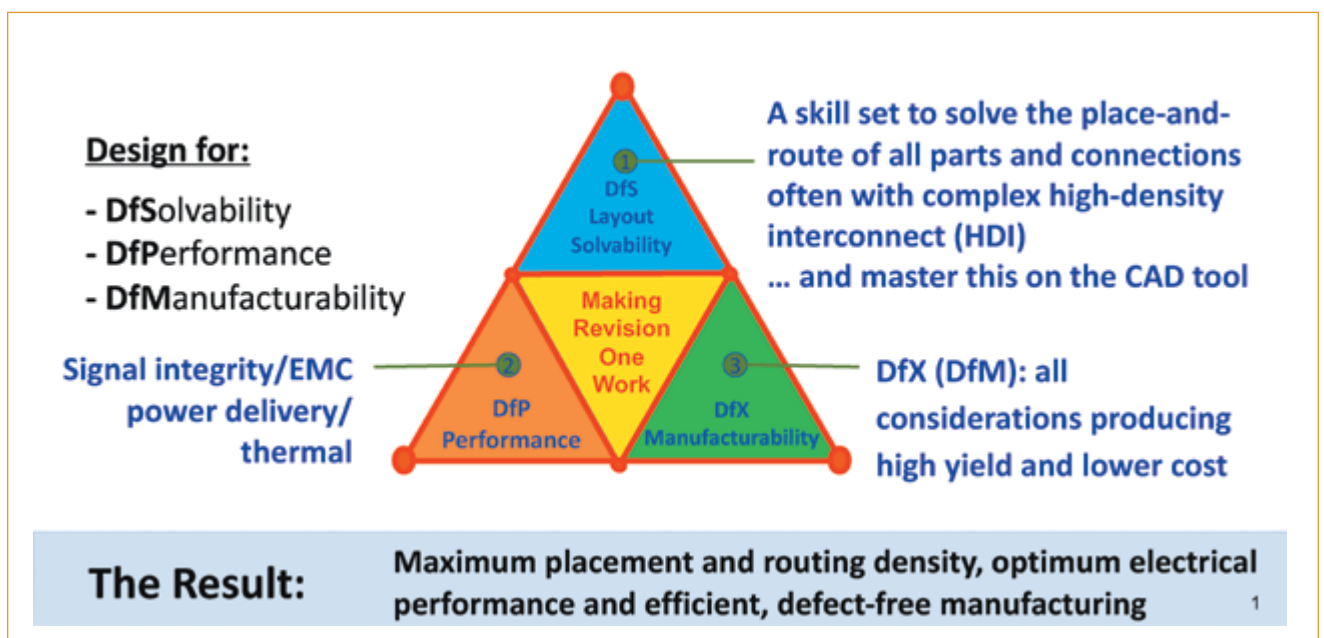 Design for:
- DfSolvability
- DfPerformance
- DfManufacturability
Signal integrity/EMC
power delivery/
thermal
1
DfS
Layout
Solvability
Making
Revision
One
Work
2
DfP
Performance
3
DfX
Manufacturability
A skill set to solve the place-and-
route of all parts and connections
often with complex high-density
interconnect (HDI)
... and master this on the CAD tool
DfX (DfM): all
considerations producing
high yield and lower cost
The Result:
Maximum placement and routing density, optimum electrical
performance and efficient, defect-free manufacturing
1